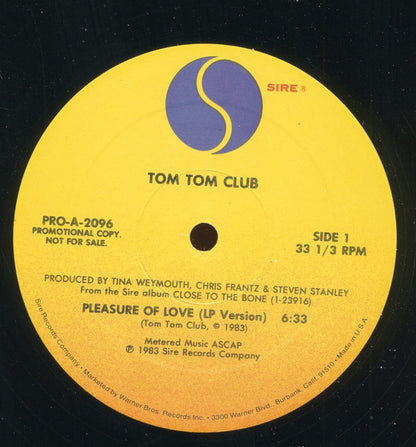 SIRE ®
TOM TOM CLUB
PRO-A-2096
PROMOTIONAL COPY.
NOT FOR SALE.
SIDE 1
33 1/3 RPM
PRODUCED BY TINA WEYMOUTH, CHRIS FRANTZ & STEVEN STANLEY
From the Sire album CLOSE TO THE BONE (1-23916)
PLEASURE OF LOVE (LP Version) 6:33
(Tom Tom Club, © 1983)
Metered Music ASCAP
℗ 1983 Sire Records Company
Sire Records Company • Marketed by Warner Bros. Records Inc. • 3300 Warner Blvd., Burbank, Calif. 91510 • Made in U.S.A.